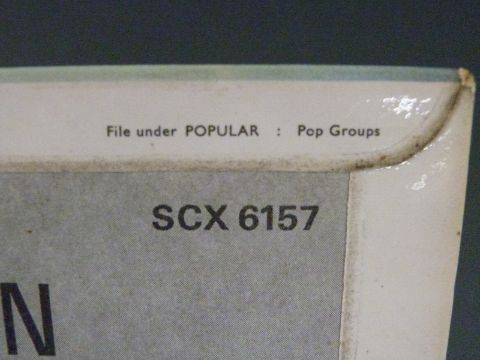 File under POPULAR : Pop Groups
SCX 6157
N